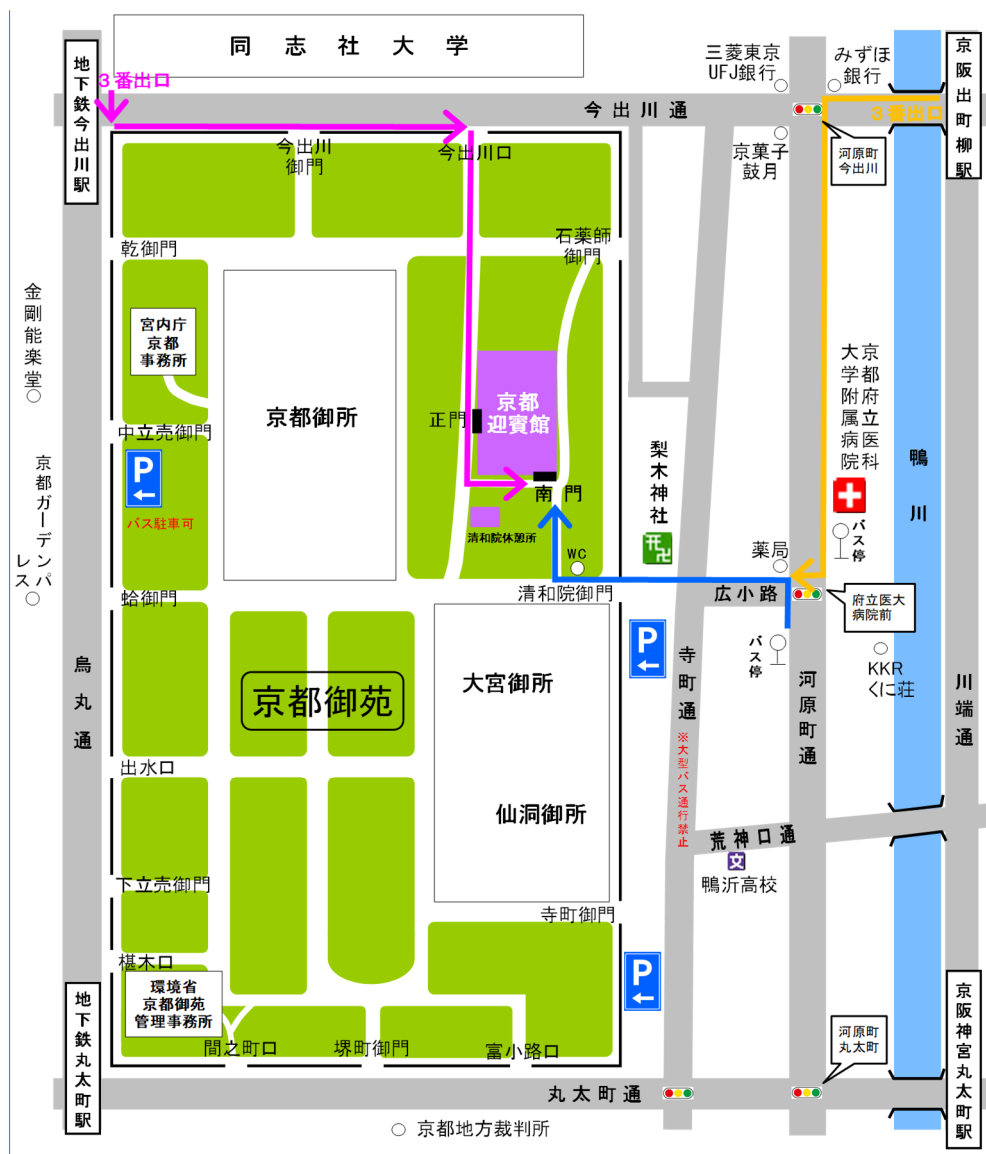 同志社大学
地下鉄今出川駅
３番出口
三菱東京
UFJ銀行
みずほ
銀行
京阪出町柳駅
今出川通
３番出口
今出川
御門
今出川口
京菓子
鼓月
河原町
今出川
乾御門
石薬師
御門
金剛能楽堂
宮内庁
京都
事務所
京都御所
京都
迎賓館
正門
中立売御門
P
バス駐車可
南門
清和院休憩所
WC
梨木神社
卍
京都府立医科
大学附属病院
鴨川
バス停
薬局
京都ガーデンパ
レス
蛤御門
清和院御門
広小路
府立医大
病院前
P
バス停
KKR
くに荘
烏丸通
京都御苑
大宮御所
寺町通
※大型バス通行禁止
河原町通
川端通
出水口
仙洞御所
荒神口通
文
鴨沂高校
下立売御門
寺町御門
椹木口
P
環境省
京都御苑
管理事務所
地下鉄丸太町駅
間之町口
堺町御門
富小路口
河原町
丸太町
京阪神宮丸太町駅
丸太町通
京都地方裁判所